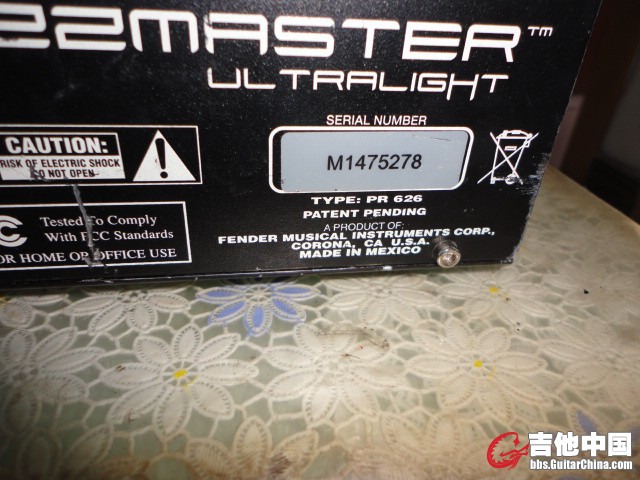 ZZMASTER™
ULTRALIGHT
SERIAL NUMBER
M1475278
CAUTION:
RISK OF ELECTRIC SHOCK
DO NOT OPEN
TYPE: PR 626
PATENT PENDING
A PRODUCT OF:
FENDER MUSICAL INSTRUMENTS CORP.,
CORONA, CA U.S.A.
MADE IN MEXICO
Tested To Comply
With FCC Standards
FOR HOME OR OFFICE USE
吉他中国
bbs.GuitarChina.com